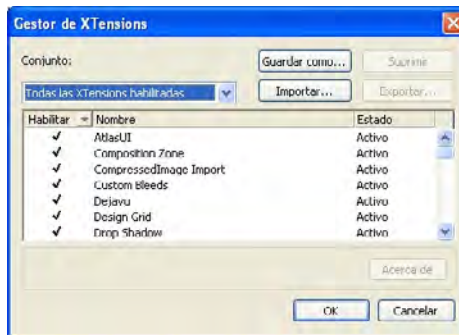 Gestor de XTensions
Conjunto:
Guardar como... Suprimir
Todas las XTensions habilitadas Importar... Exportar...
Habilitar Nombre Estado
AtlasUI Activo
Composition Zone Activo
CompressedImage Import Activo
Custom Bleeds Activo
Dejavu Activo
Design Grid Activo
Drop Shadow Activo
Acerca de
OK Cancelar